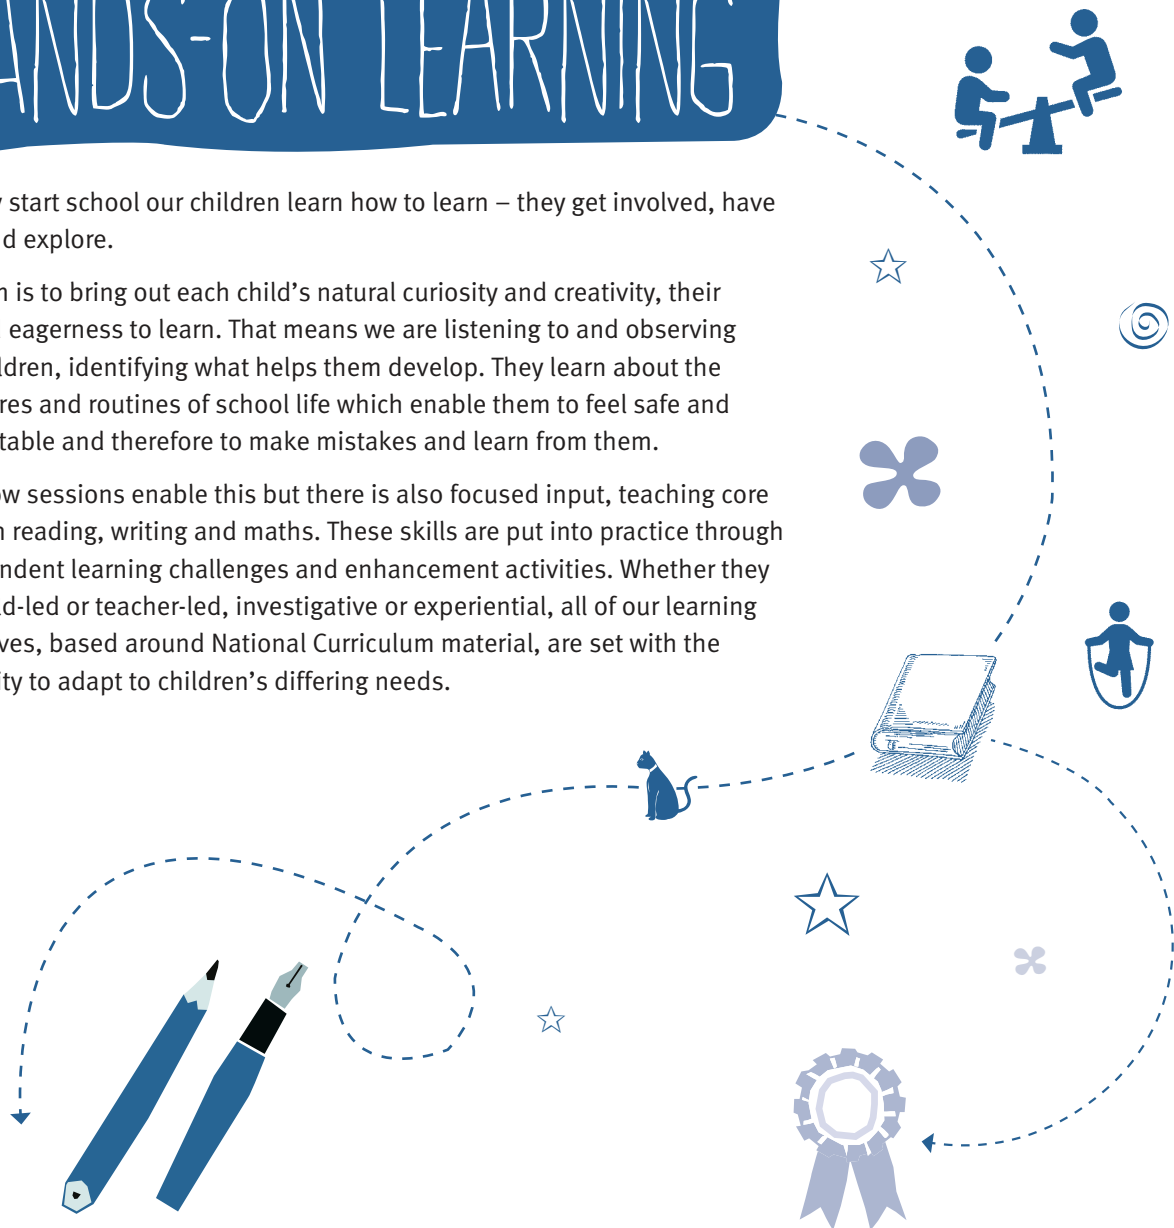 ANDS-ON LEARNING
y start school our children learn how to learn – they get involved, have
d explore.
n is to bring out each child’s natural curiosity and creativity, their
eagerness to learn. That means we are listening to and observing
ldren, identifying what helps them develop. They learn about the
res and routines of school life which enable them to feel safe and
table and therefore to make mistakes and learn from them.
ow sessions enable this but there is also focused input, teaching core
n reading, writing and maths. These skills are put into practice through
ndent learning challenges and enhancement activities. Whether they
ld-led or teacher-led, investigative or experiential, all of our learning
ves, based around National Curriculum material, are set with the
ity to adapt to children’s differing needs.